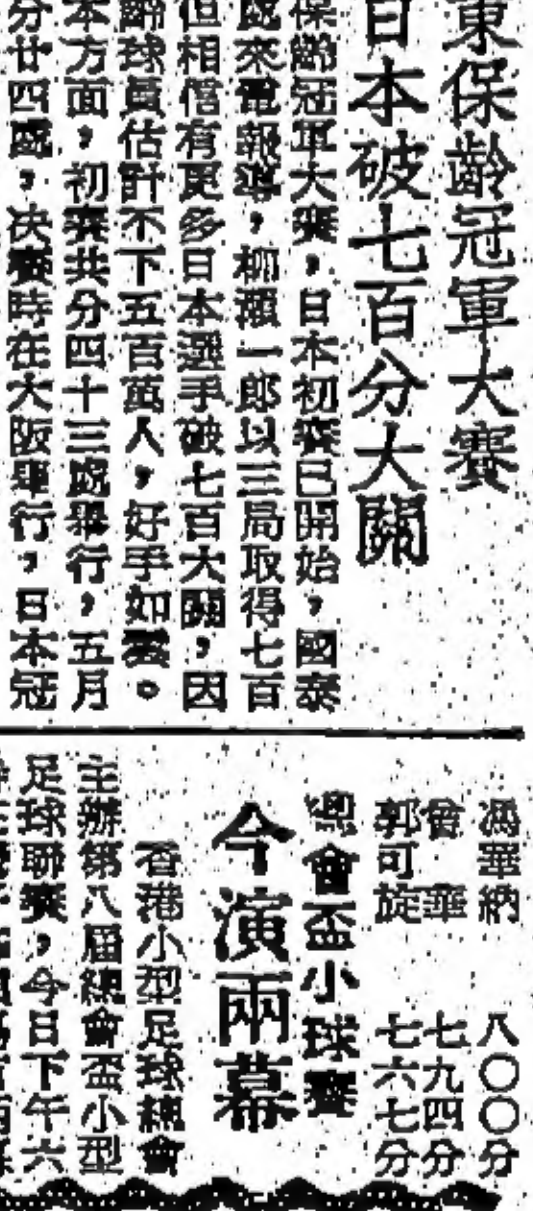 東保齡冠軍大賽
日本破七百分大關
保齡冠軍大賽，日本初賽已開始，國泰
來電報導，柳瀨一郎以三局取得七百
但相信有更多日本選手破七百大關，因
齡球員估計不下五百萬人，好手如雲。
本方面，初賽共分四十三處舉行，五月
分廿四處，決賽時在大阪舉行，日本冠
馮華納　八〇〇分
曾　華　七九四分
郭可旋　七六七分
總會盃小球賽
今演兩幕
香港小型足球總會
主辦第八屆總會盃小型
足球聯賽，今日下午六